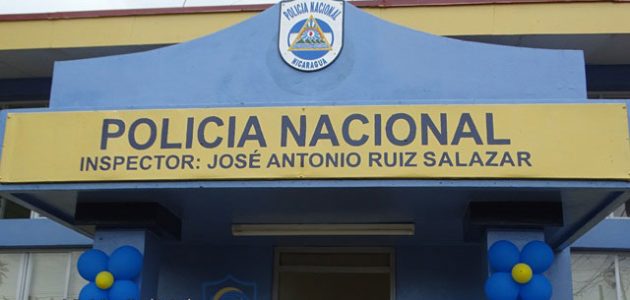 POLICIA NACIONAL
NICARAGUA
POLICIA NACIONAL
INSPECTOR: JOSÉ ANTONIO RUIZ SALAZAR